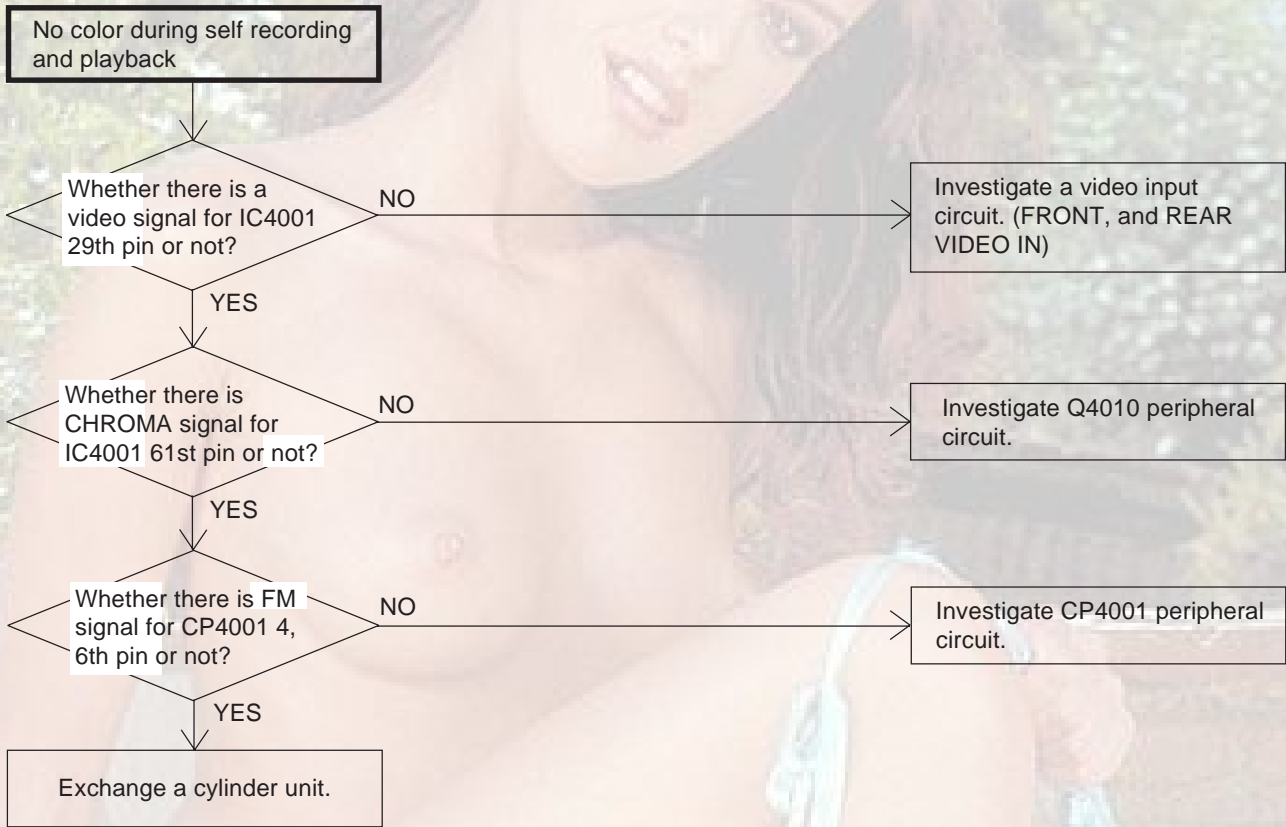 No color during self recording
and playback
Whether there is a
video signal for IC4001
29th pin or not?
NO
Investigate a video input
circuit. (FRONT, and REAR
VIDEO IN)
YES
Whether there is
CHROMA signal for
IC4001 61st pin or not?
NO
Investigate Q4010 peripheral
circuit.
YES
Whether there is FM
signal for CP4001 4,
6th pin or not?
NO
Investigate CP4001 peripheral
circuit.
YES
Exchange a cylinder unit.